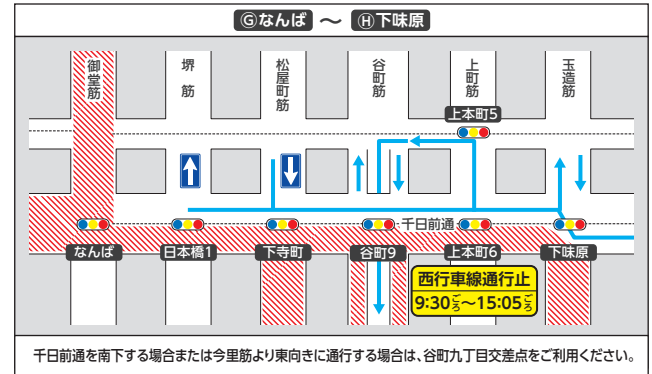 Ⓖなんば ～ Ⓗ下味原
御堂筋
堺筋
松屋町筋
谷町筋
上町筋
玉造筋
上本町5
千日前通
なんば
日本橋1
下寺町
谷町9
上本町6
下味原
西行車線通行止
9:30ごろ～15:05ごろ
千日前通を南下する場合または今里筋より東向きに通行する場合は、谷町九丁目交差点をご利用ください。